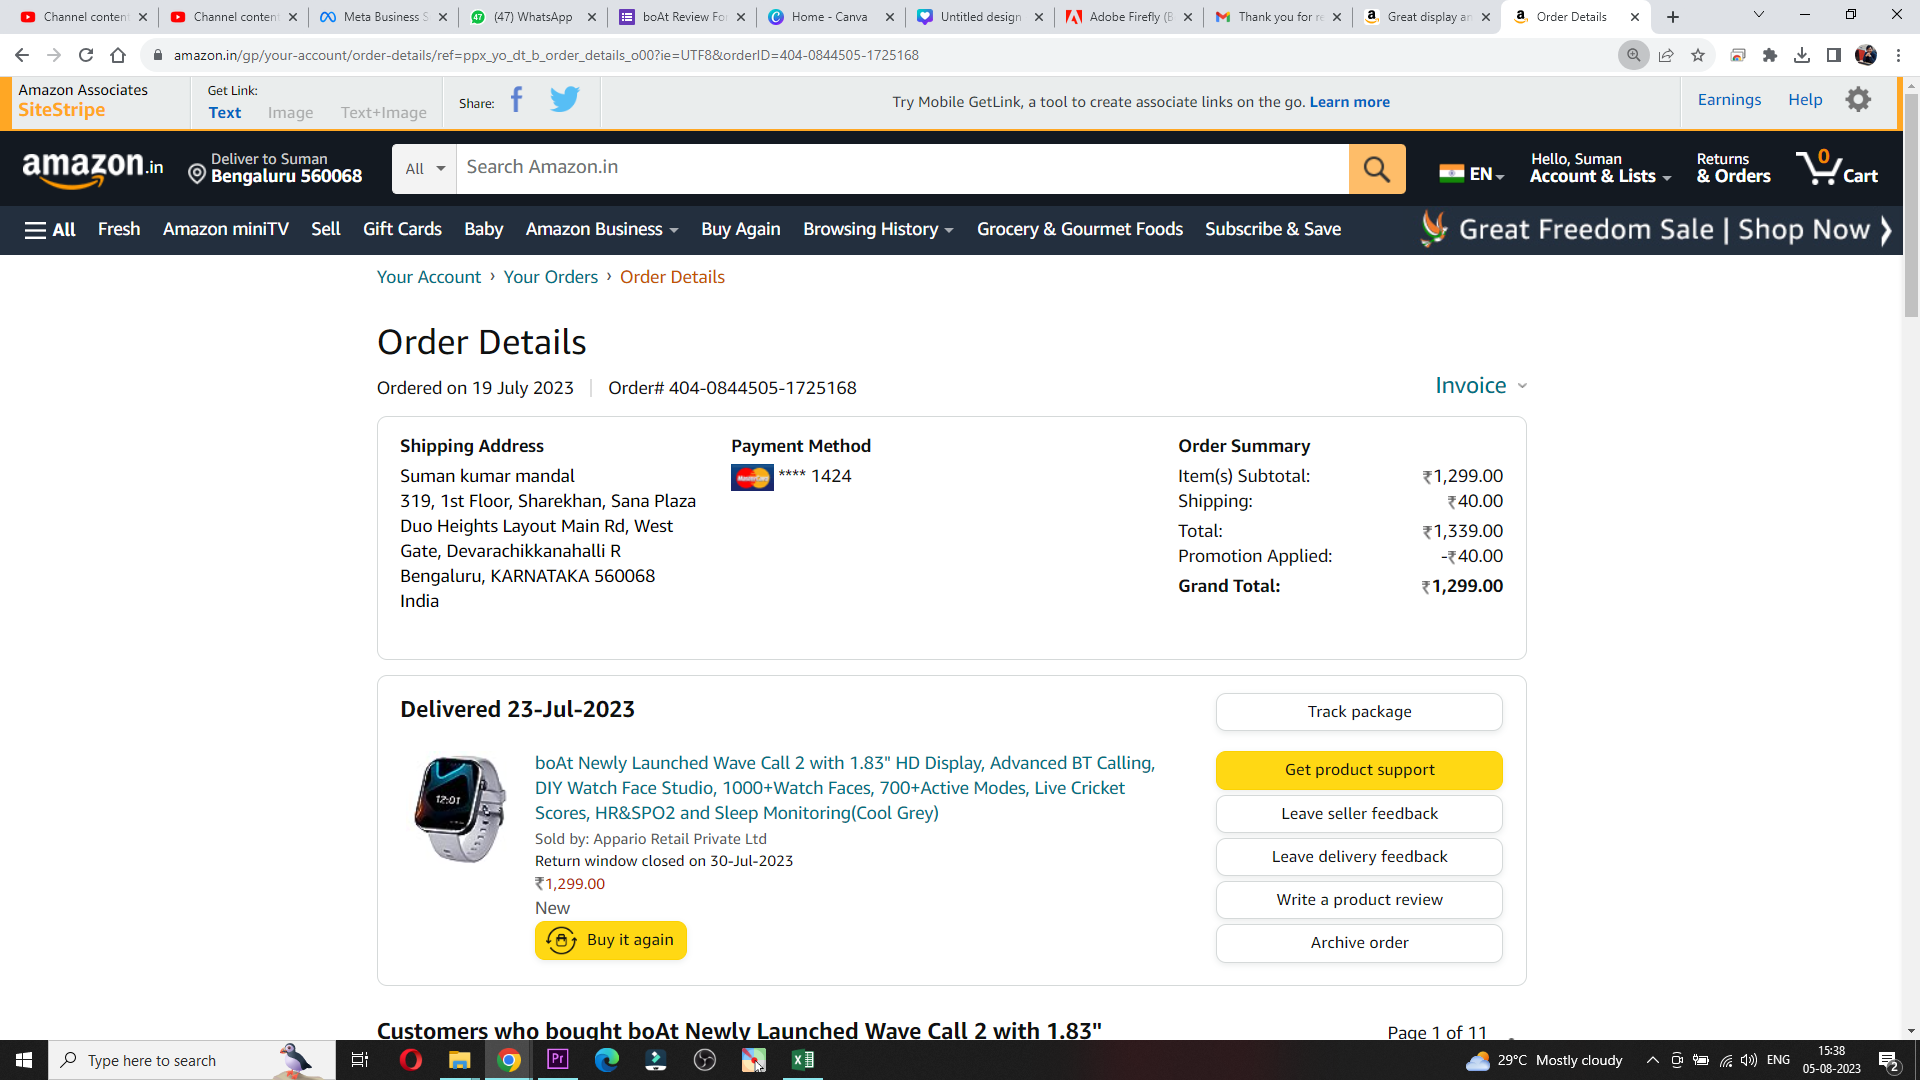 Channel conten
Channel conten
Meta Business S
(47) WhatsApp
boAt Review Fo
Home - Canva
Untitled design
Adobe Firefly (B
Thank you for re
Great display an
Order Details
amazon.in/gp/your-account/order-details/ref=ppx_yo_dt_b_order_details_o00?ie=UTF8&orderID=404-0844505-1725168
Amazon Associates
SiteStripe
Get Link:
Text Image Text+Image
Share:
Try Mobile GetLink, a tool to create associate links on the go. Learn more
Earnings Help
amazon.in
Deliver to Suman
Bengaluru 560068
All
Search Amazon.in
EN
Hello, Suman
Account & Lists
Returns
& Orders
0
Cart
All Fresh Amazon miniTV Sell Gift Cards Baby Amazon Business Buy Again Browsing History Grocery & Gourmet Foods Subscribe & Save
Great Freedom Sale | Shop Now
Your Account › Your Orders › Order Details
Order Details
Ordered on 19 July 2023 | Order# 404-0844505-1725168
Invoice
Shipping Address
Suman kumar mandal
319, 1st Floor, Sharekhan, Sana Plaza
Duo Heights Layout Main Rd, West
Gate, Devarachikkanahalli R
Bengaluru, KARNATAKA 560068
India
Payment Method
MasterCard **** 1424
Order Summary
Item(s) Subtotal: ₹1,299.00
Shipping: ₹40.00
Total: ₹1,339.00
Promotion Applied: -₹40.00
Grand Total: ₹1,299.00
Delivered 23-Jul-2023
12:01
boAt Newly Launched Wave Call 2 with 1.83" HD Display, Advanced BT Calling,
DIY Watch Face Studio, 1000+Watch Faces, 700+Active Modes, Live Cricket
Scores, HR&SPO2 and Sleep Monitoring(Cool Grey)
Sold by: Appario Retail Private Ltd
Return window closed on 30-Jul-2023
₹1,299.00
New
Buy it again
Track package
Get product support
Leave seller feedback
Leave delivery feedback
Write a product review
Archive order
Customers who bought boAt Newly Launched Wave Call 2 with 1.83"
Page 1 of 11
Type here to search
Pr
29°C Mostly cloudy
ENG
15:38
05-08-2023
2